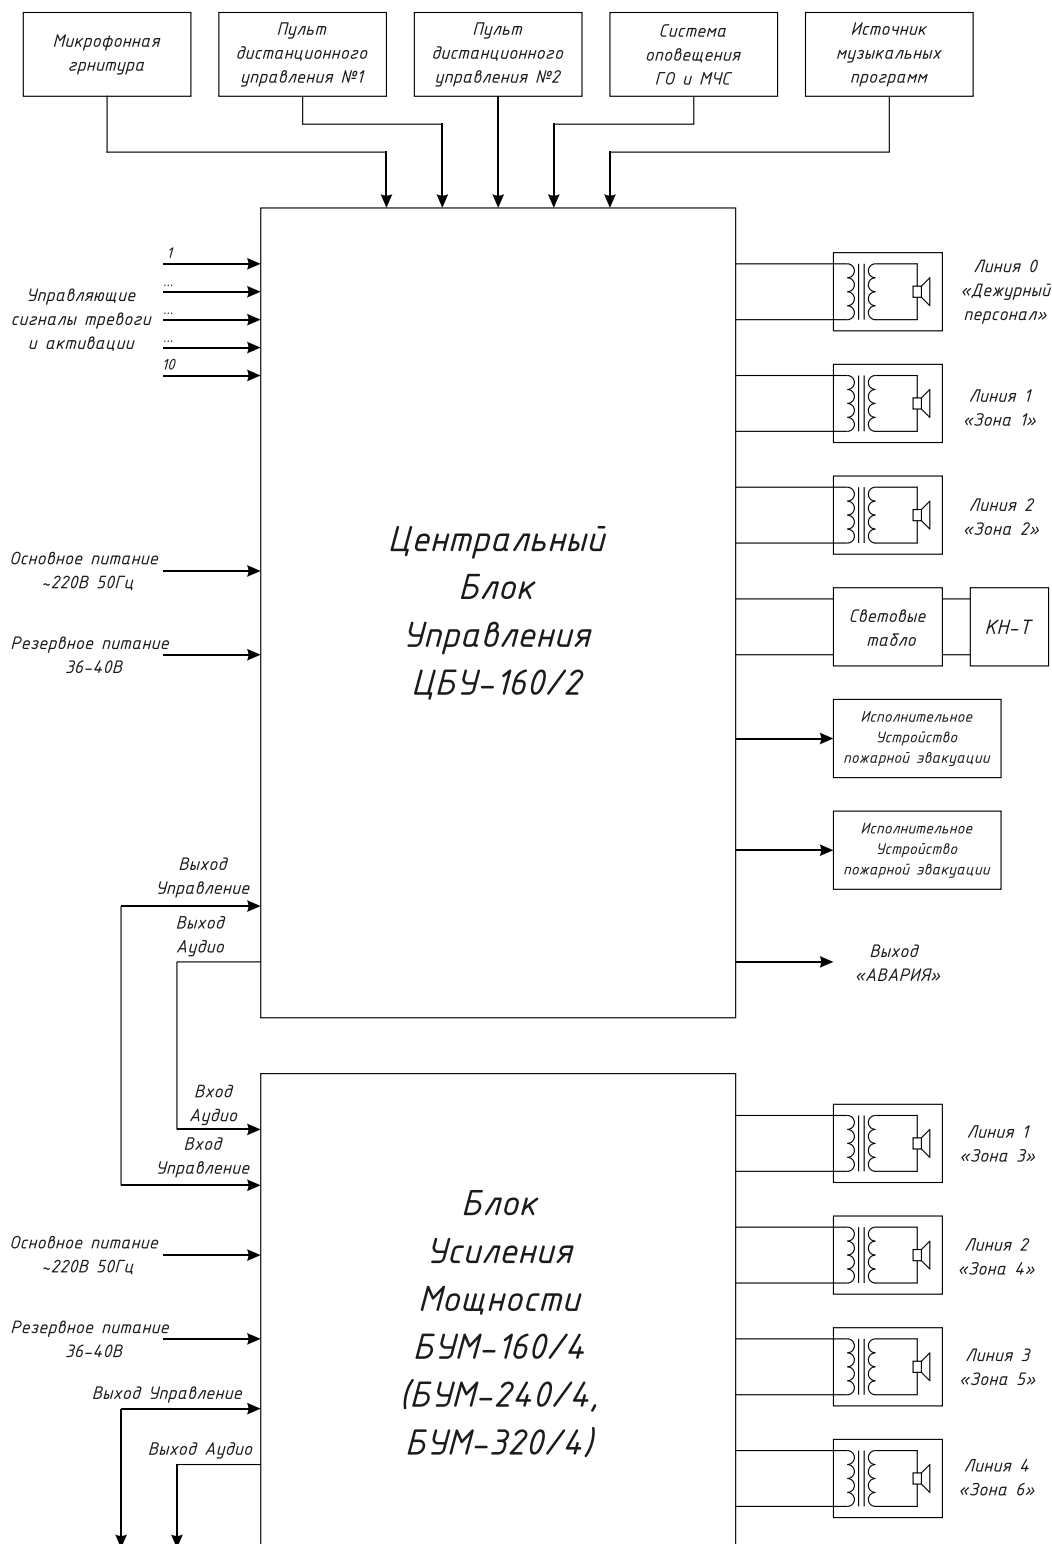 Микрофонная
грнитура
Пульт
дистанционного
управления №1
Пульт
дистанционного
управления №2
Система
оповещения
ГО и МЧС
Источник
музыкальных
программ
1
...
...
...
10
Управляющие
сигналы тревоги
и активации
Основное питание
~220В 50Гц
Резервное питание
36-40В
Центральный
Блок
Управления
ЦБУ-160/2
Линия 0
«Дежурный
персонал»
Линия 1
«Зона 1»
Линия 2
«Зона 2»
Световые
табло
КН-Т
Исполнительное
Устройство
пожарной эвакуации
Исполнительное
Устройство
пожарной эвакуации
Выход
«АВАРИЯ»
Выход
Управление
Выход
Аудио
Вход
Аудио
Вход
Управление
Основное питание
~220В 50Гц
Резервное питание
36-40В
Выход Управление
Выход Аудио
Блок
Усиления
Мощности
БУМ-160/4
(БУМ-240/4,
БУМ-320/4)
Линия 1
«Зона 3»
Линия 2
«Зона 4»
Линия 3
«Зона 5»
Линия 4
«Зона 6»